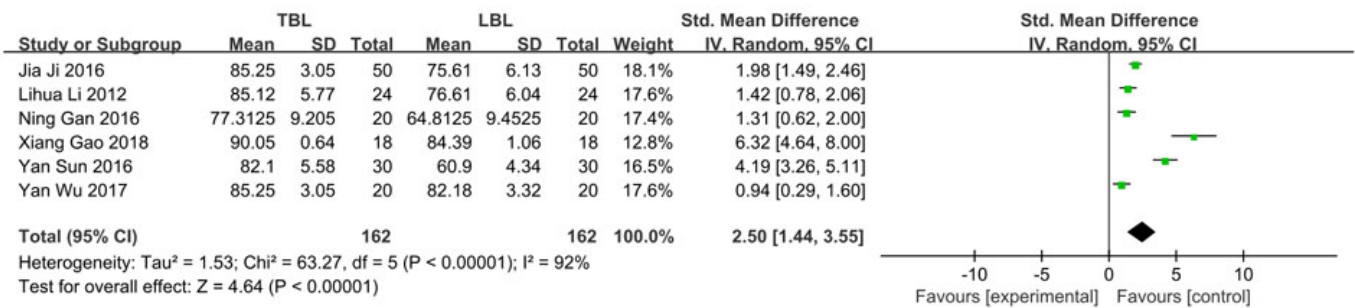 TBL LBL Std. Mean Difference Std. Mean Difference
Study or Subgroup Mean SD Total Mean SD Total Weight IV, Random, 95% CI IV, Random, 95% CI
Jia Ji 2016 85.25 3.05 50 75.61 6.13 50 18.1% 1.98 [1.49, 2.46]
Lihua Li 2012 85.12 5.77 24 76.61 6.04 24 17.6% 1.42 [0.78, 2.06]
Ning Gan 2016 77.3125 9.205 20 64.8125 9.4525 20 17.4% 1.31 [0.62, 2.00]
Xiang Gao 2018 90.05 0.64 18 84.39 1.06 18 12.8% 6.32 [4.64, 8.00]
Yan Sun 2016 82.1 5.58 30 60.9 4.34 30 16.5% 4.19 [3.26, 5.11]
Yan Wu 2017 85.25 3.05 20 82.18 3.32 20 17.6% 0.94 [0.29, 1.60]
Total (95% CI) 162 162 100.0% 2.50 [1.44, 3.55]
Heterogeneity: Tau² = 1.53; Chi² = 63.27, df = 5 (P < 0.00001); I² = 92%
Test for overall effect: Z = 4.64 (P < 0.00001)
-10 -5 0 5 10
Favours [experimental] Favours [control]